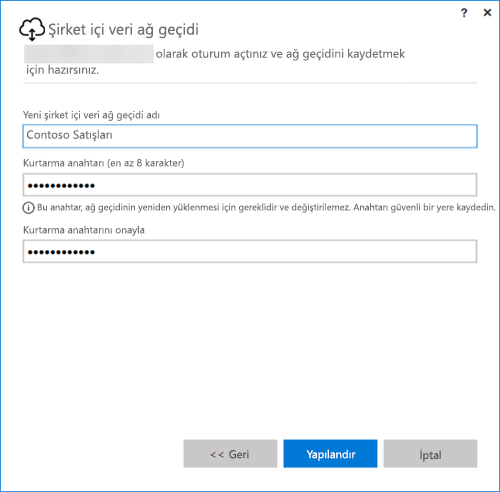 ? ×
Şirket içi veri ağ geçidi
olarak oturum açtınız ve ağ geçidini kaydetmek
için hazırsınız.
Yeni şirket içi veri ağ geçidi adı
Contoso Satışları
Kurtarma anahtarı (en az 8 karakter)
••••••••••••
Bu anahtar, ağ geçidinin yeniden yüklenmesi için gereklidir ve değiştirilemez. Anahtarı güvenli bir yere kaydedin.
Kurtarma anahtarını onayla
••••••••••••
<< Geri
Yapılandır
İptal